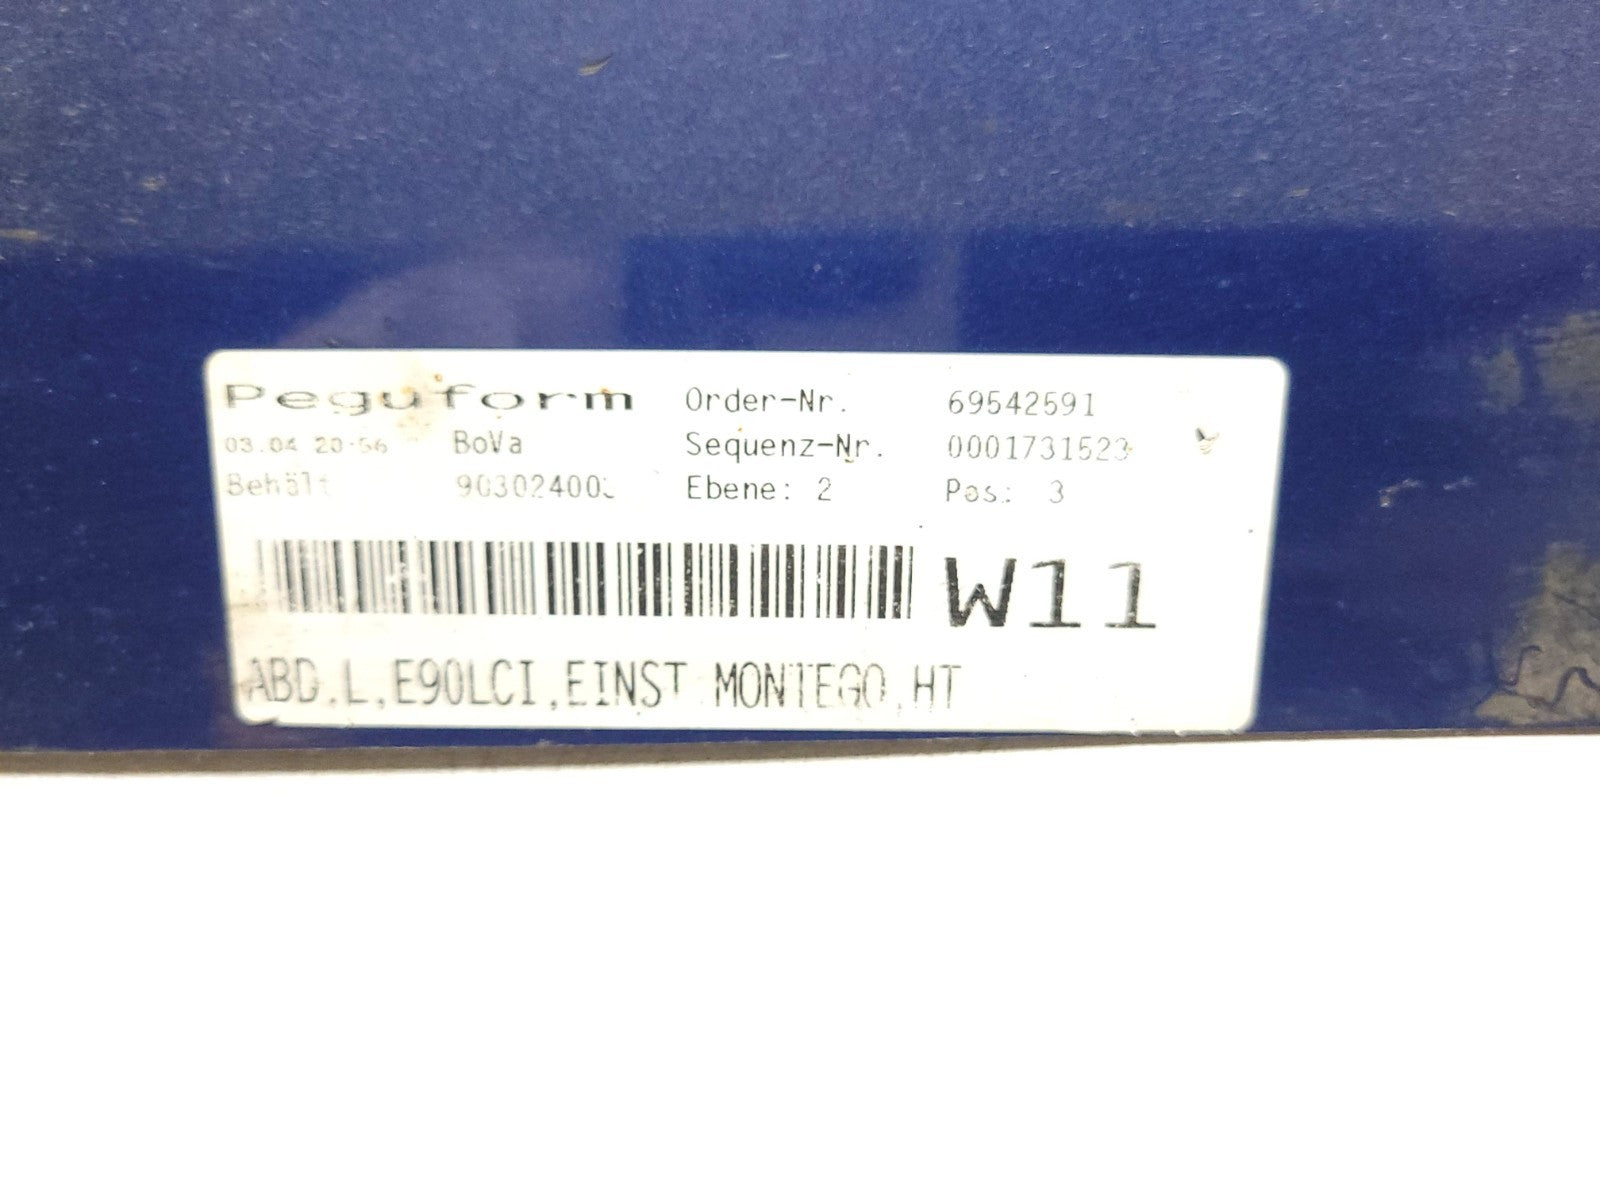 Peguform Order-Nr. 69542591
03.04 20:56 BoVa Sequenz-Nr. 0001731523
Behält Ebene: 2 Pos.: 3
W11
ABD,L,E90LCI,EINST MONTEGO,HT